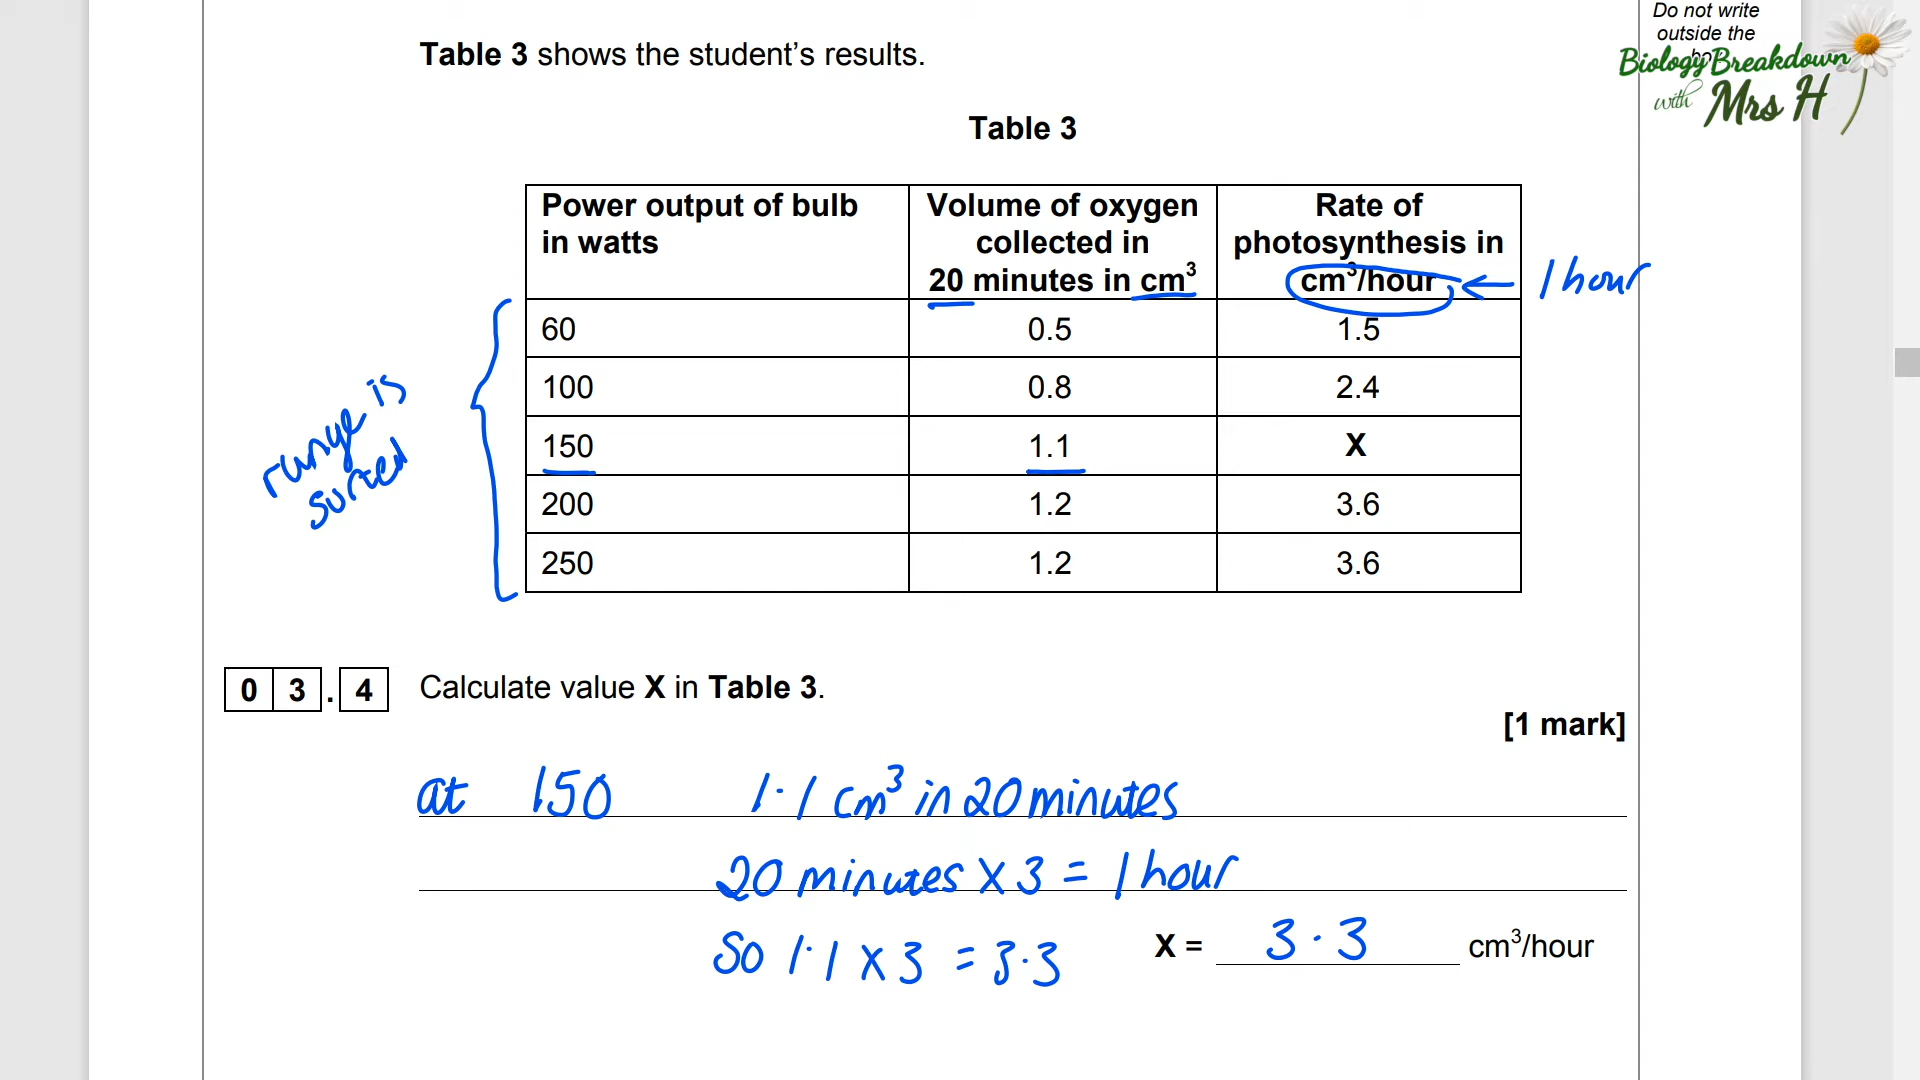 Do not write
outside the
box
Biology Breakdown
with Mrs H
Table 3 shows the student’s results.
Table 3
Power output of bulb in watts | Volume of oxygen collected in 20 minutes in cm³ | Rate of photosynthesis in cm³/hour
← 1 hour
60 | 0.5 | 1.5
100 | 0.8 | 2.4
150 | 1.1 | X
200 | 1.2 | 3.6
250 | 1.2 | 3.6
range is
sorted
0 3 . 4 Calculate value X in Table 3.
[1 mark]
at 150 1·1 cm³ in 20 minutes
20 minutes × 3 = 1 hour
So 1·1 × 3 = 3·3
X = 3·3 cm³/hour